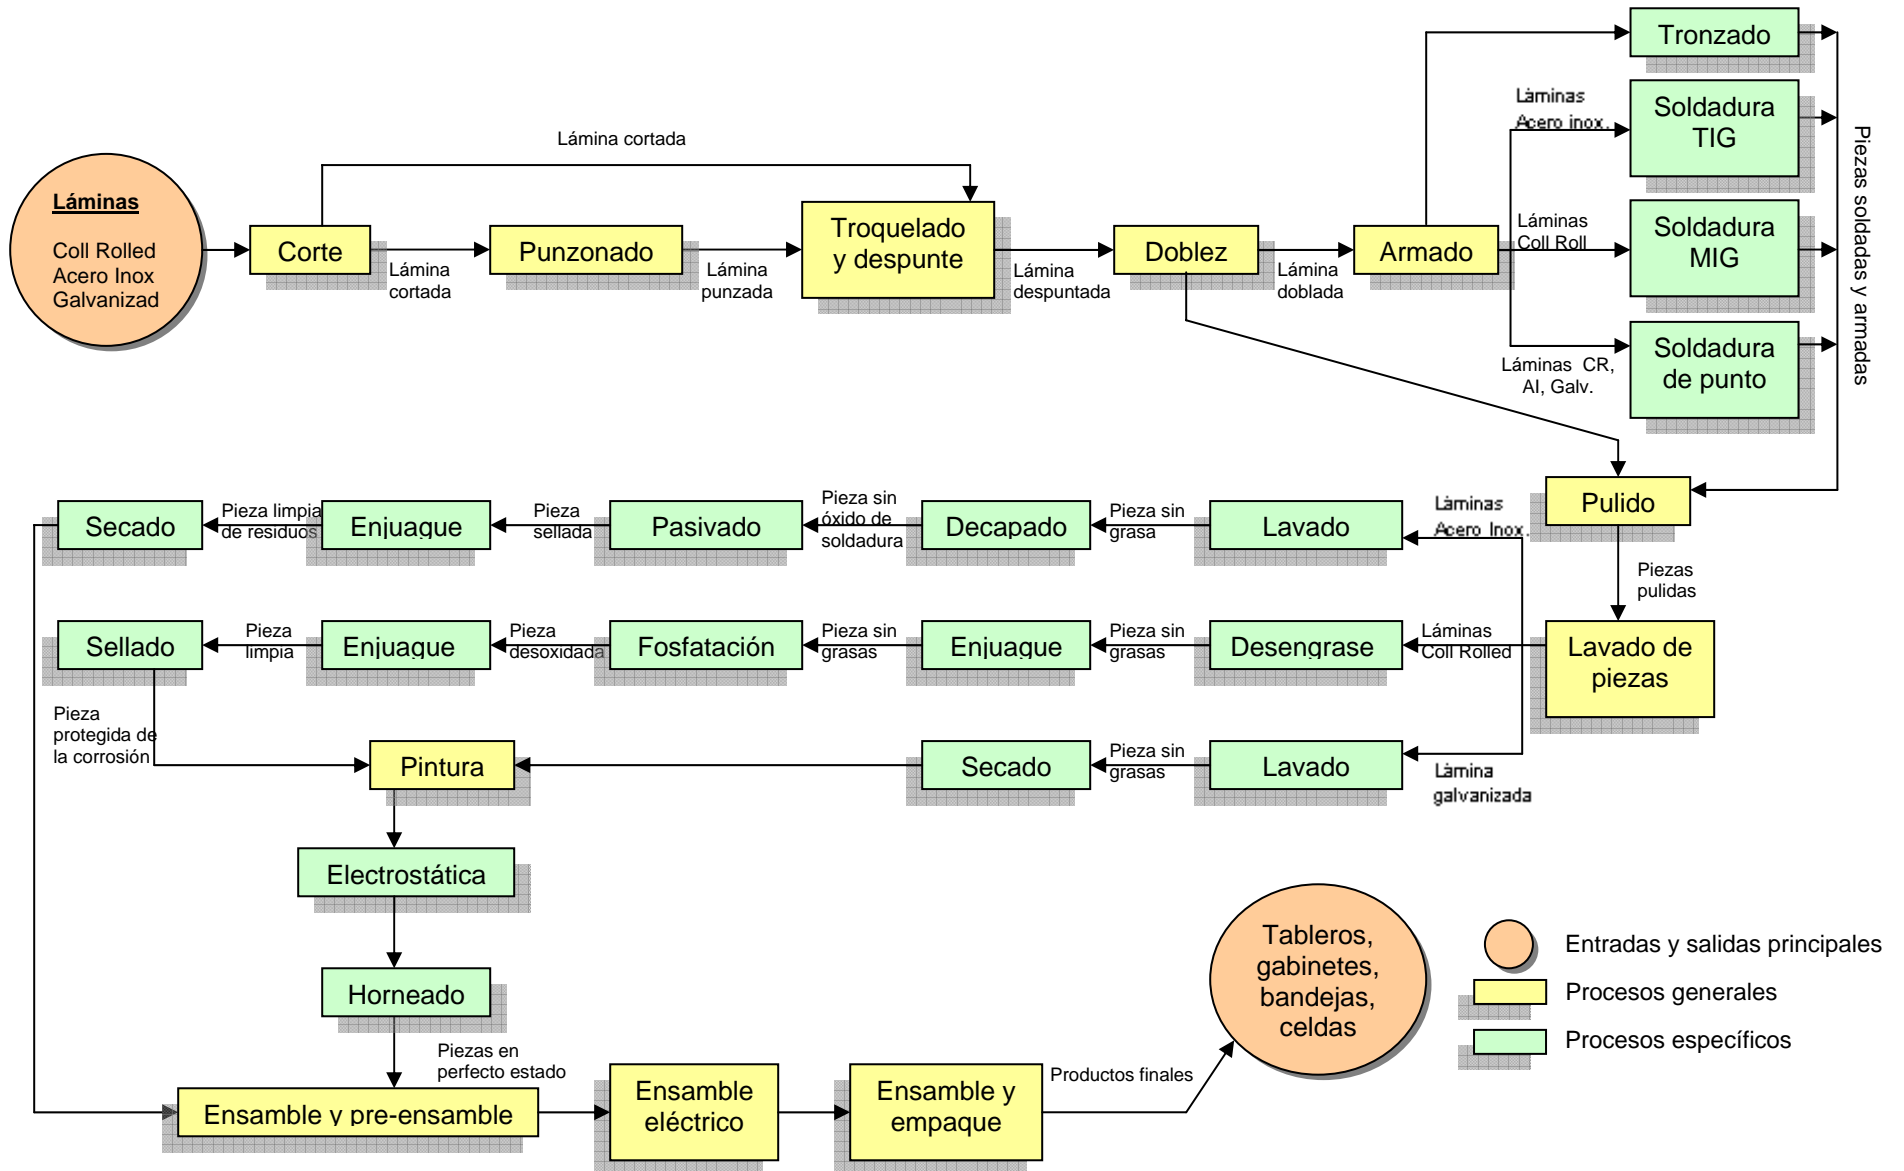 Láminas
Coll Rolled
Acero Inox
Galvanizad
Lámina cortada
Corte
Lámina
cortada
Punzonado
Lámina
punzada
Troquelado
y despunte
Lámina
despuntada
Doblez
Lámina
doblada
Armado
Tronzado
Láminas
Acero inox.
Soldadura
TIG
Láminas
Coll Roll
Soldadura
MIG
Láminas CR,
AI, Galv.
Soldadura
de punto
Piezas soldadas y armadas
Pulido
Piezas
pulidas
Lavado de
piezas
Láminas
Acero Inox.
Lavado
Pieza sin
grasa
Decapado
Pieza sin
óxido de
soldadura
Pasivado
Pieza
sellada
Enjuague
Pieza limpia
de residuos
Secado
Láminas
Coll Rolled
Desengrase
Pieza sin
grasas
Enjuague
Pieza sin
grasas
Fosfatación
Pieza
desoxidada
Enjuague
Pieza
limpia
Sellado
Pieza
protegida de
la corrosión
Lámina
galvanizada
Lavado
Pieza sin
grasas
Secado
Pintura
Electrostática
Horneado
Piezas en
perfecto estado
Ensamble y pre-ensamble
Ensamble
eléctrico
Ensamble y
empaque
Productos finales
Tableros,
gabinetes,
bandejas,
celdas
Entradas y salidas principales
Procesos generales
Procesos específicos